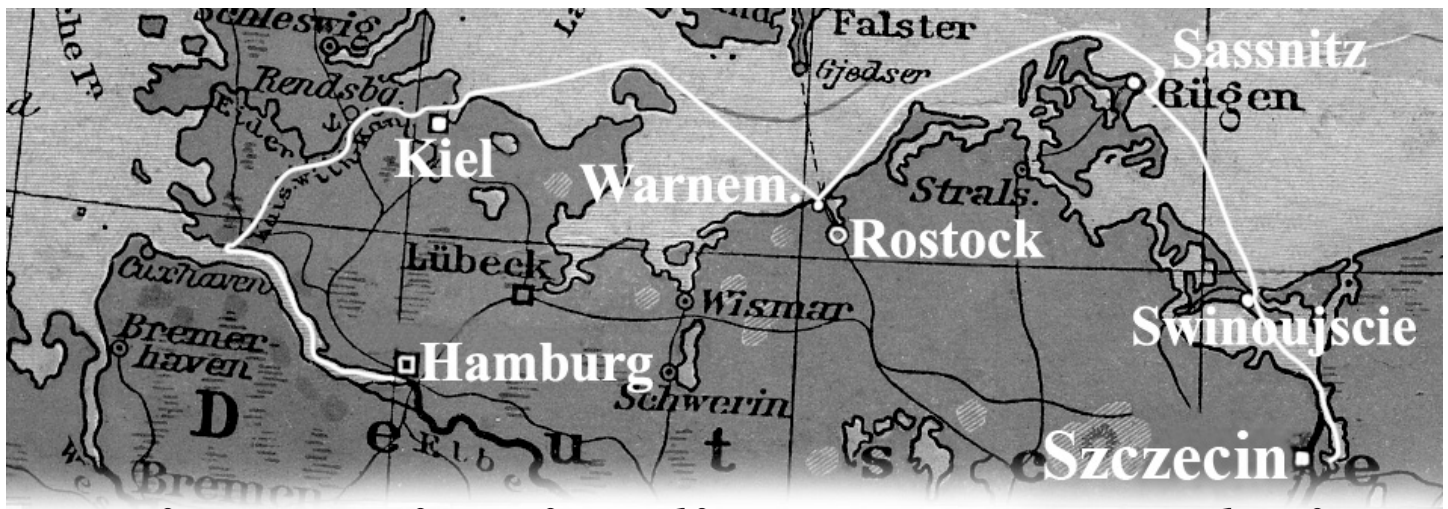 Schleswig
Falster
Sassnitz
Gjedser
Rügen
Rendsbg.
Eider
Kiel
Warnem.
Strals.
Rostock
Cuxhaven
Lübeck
Wismar
Swinoujscie
Bremer-
haven
Hamburg
Schwerin
D e u t s c e
Elbe
Szczecin
Bremen